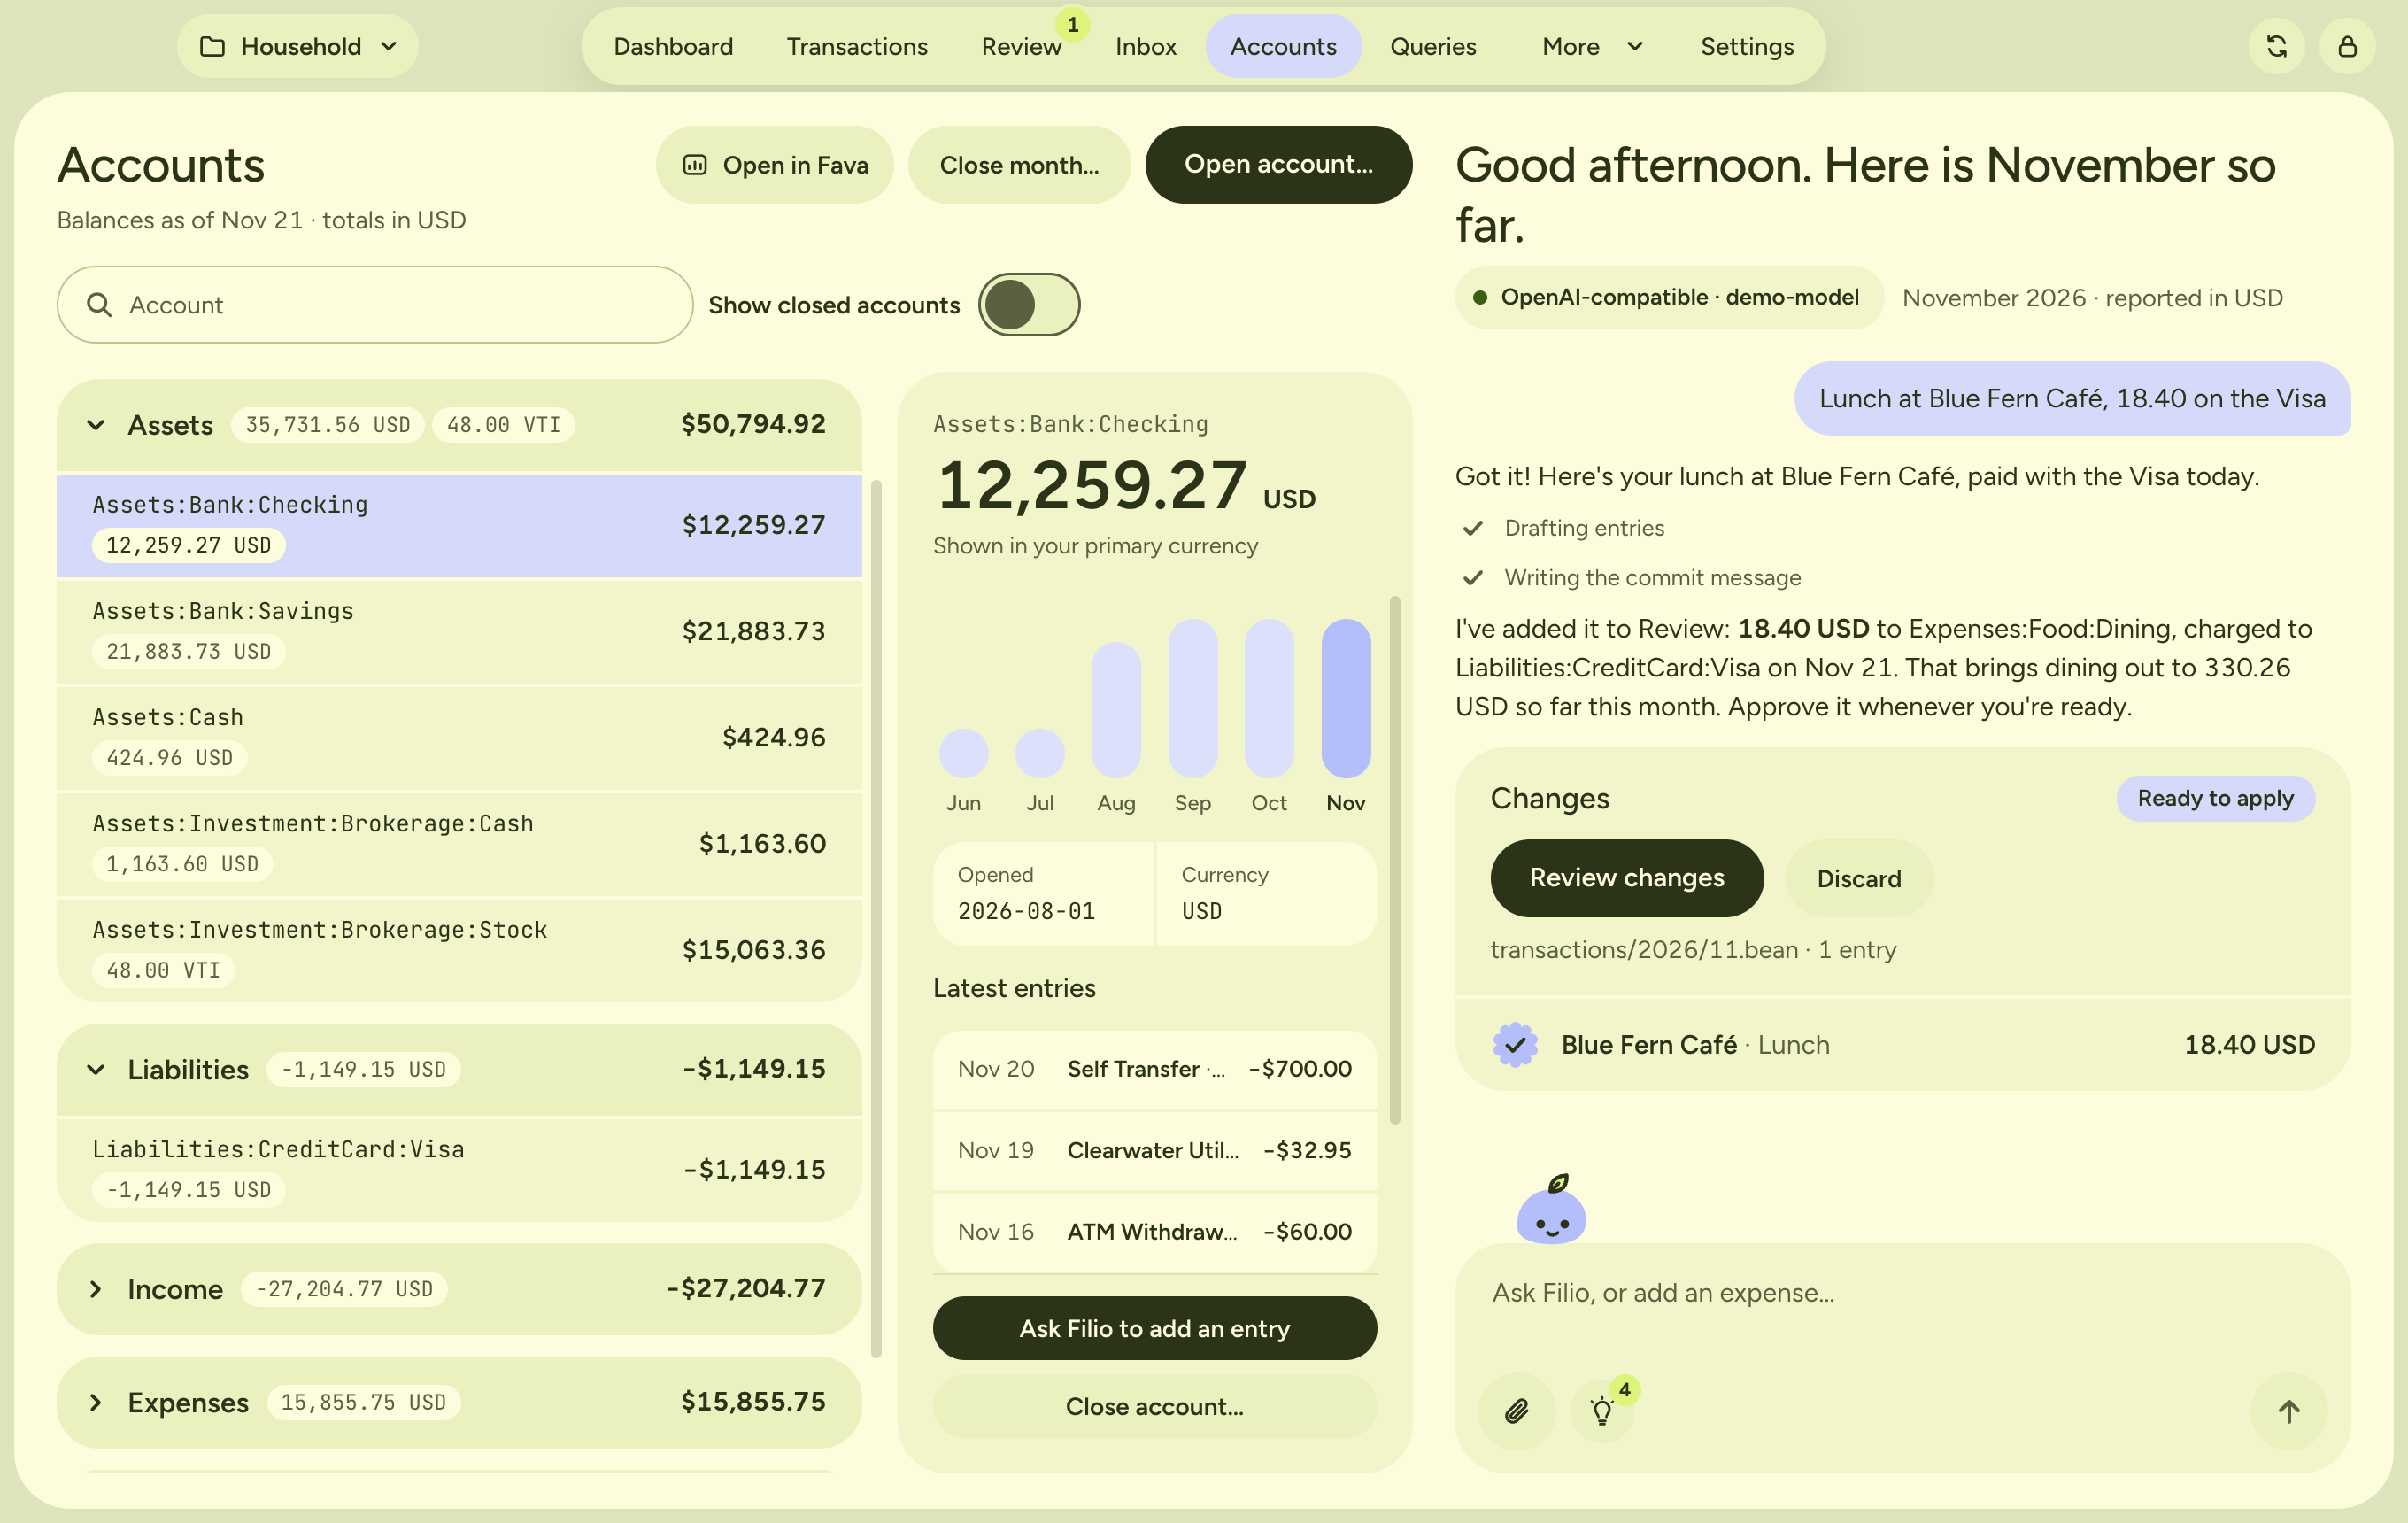 Household
Dashboard
Transactions
Review
1
Inbox
Accounts
Queries
More
Settings
Accounts
Balances as of Nov 21 · totals in USD
Open in Fava
Close month...
Open account...
Account
Show closed accounts
Assets 35,731.56 USD 48.00 VTI $50,794.92
Assets:Bank:Checking
12,259.27 USD
$12,259.27
Assets:Bank:Savings
21,883.73 USD
$21,883.73
Assets:Cash
424.96 USD
$424.96
Assets:Investment:Brokerage:Cash
1,163.60 USD
$1,163.60
Assets:Investment:Brokerage:Stock
48.00 VTI
$15,063.36
Liabilities -1,149.15 USD −$1,149.15
Liabilities:CreditCard:Visa
-1,149.15 USD
−$1,149.15
Income -27,204.77 USD −$27,204.77
Expenses 15,855.75 USD $15,855.75
Assets:Bank:Checking
12,259.27 USD
Shown in your primary currency
Jun Jul Aug Sep Oct Nov
Opened
2026-08-01
Currency
USD
Latest entries
Nov 20 Self Transfer ·... −$700.00
Nov 19 Clearwater Util... −$32.95
Nov 16 ATM Withdraw... −$60.00
Ask Filio to add an entry
Close account...
Good afternoon. Here is November so
far.
OpenAI-compatible · demo-model
November 2026 · reported in USD
Lunch at Blue Fern Café, 18.40 on the Visa
Got it! Here's your lunch at Blue Fern Café, paid with the Visa today.
Drafting entries
Writing the commit message
I've added it to Review: 18.40 USD to Expenses:Food:Dining, charged to
Liabilities:CreditCard:Visa on Nov 21. That brings dining out to 330.26
USD so far this month. Approve it whenever you're ready.
Changes
Ready to apply
Review changes
Discard
transactions/2026/11.bean · 1 entry
Blue Fern Café · Lunch 18.40 USD
Ask Filio, or add an expense...
4